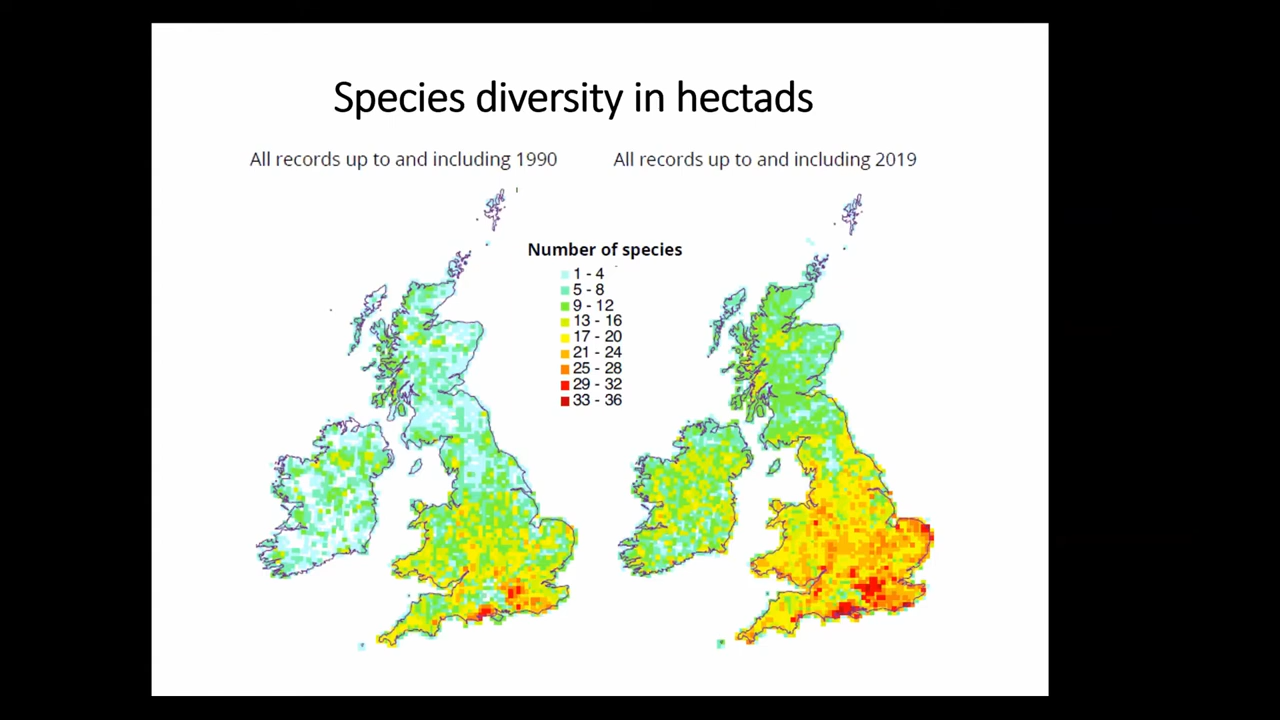 Species diversity in hectads
All records up to and including 1990
All records up to and including 2019
Number of species
1 - 4
5 - 8
9 - 12
13 - 16
17 - 20
21 - 24
25 - 28
29 - 32
33 - 36